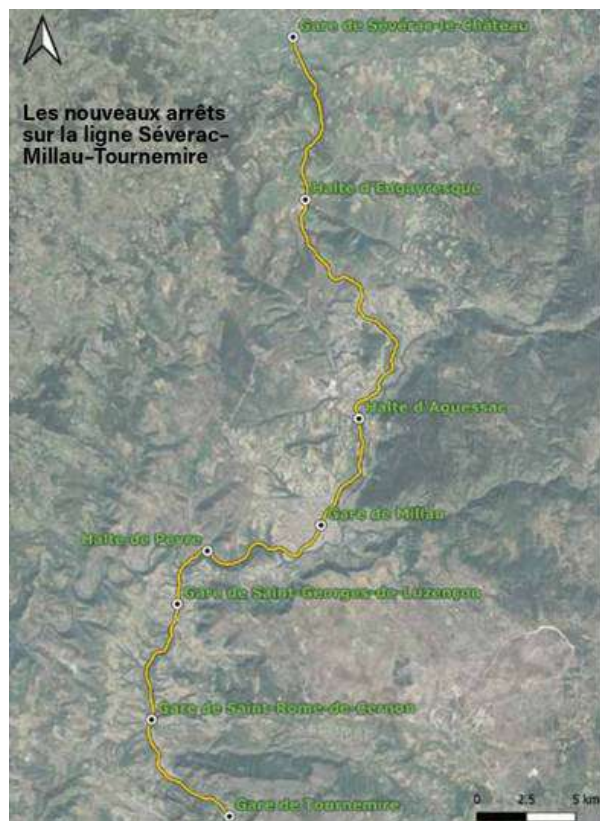 Gare de Sévérac-le-Château
Les nouveaux arrêts
sur la ligne Séverac–
Millau–Tournemire
Halte d'Engayresque
Halte d'Aguessac
Gare de Millau
Halte de Peyre
Gare de Saint-Georges-de-Luzençon
Gare de Saint-Rome-de-Cernon
Gare de Tournemire
0 2.5 5 km